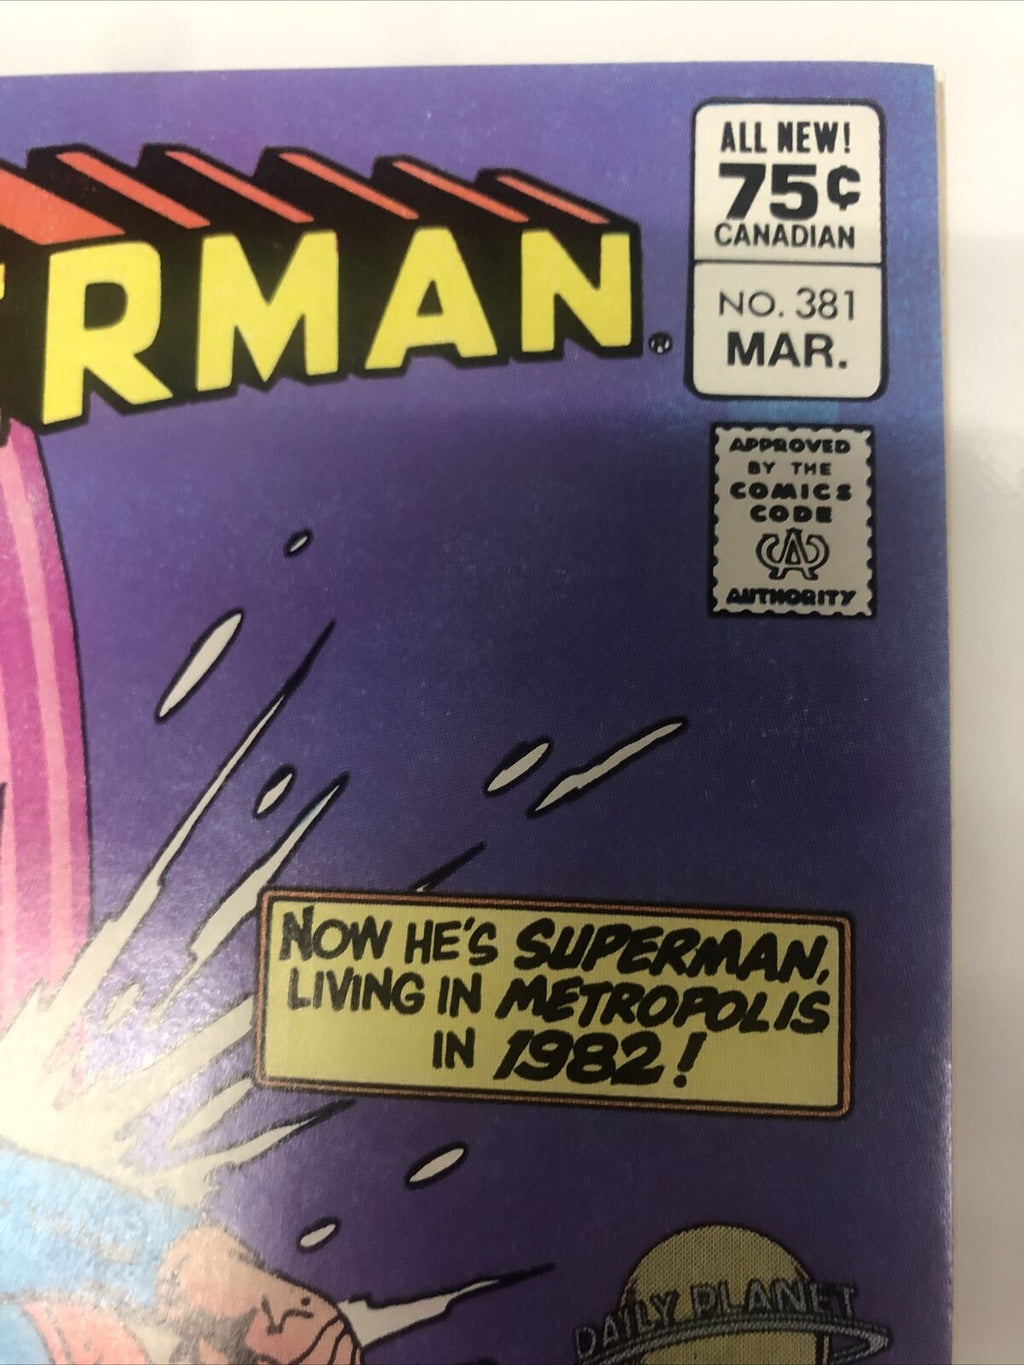 ERMAN®
ALL NEW!
75¢
CANADIAN
NO. 381
MAR.
APPROVED
BY THE
COMICS
CODE
CA
AUTHORITY
NOW HE'S SUPERMAN,
LIVING IN METROPOLIS
IN 1982!
DAILY PLANET